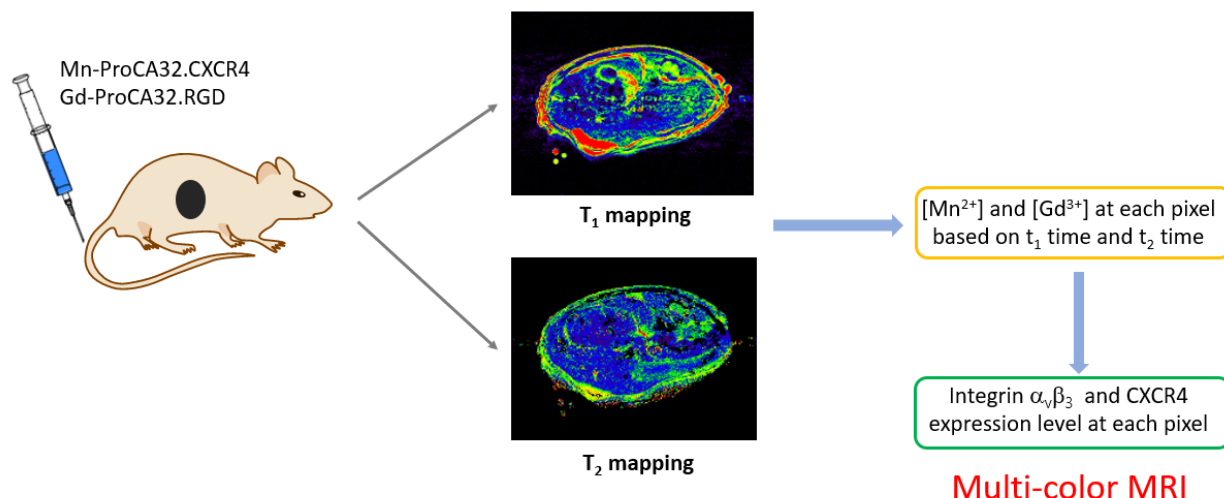 Mn-ProCA32.CXCR4
Gd-ProCA32.RGD
T₁ mapping
[Mn²⁺] and [Gd³⁺] at each pixel
based on t₁ time and t₂ time
T₂ mapping
Integrin αᵥβ₃ and CXCR4
expression level at each pixel
Multi-color MRI